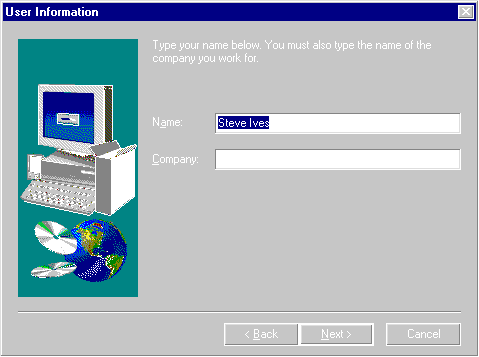 User Information
Type your name below. You must also type the name of the
company you work for.
Name: Steve Ives
Company:
< Back Next > Cancel